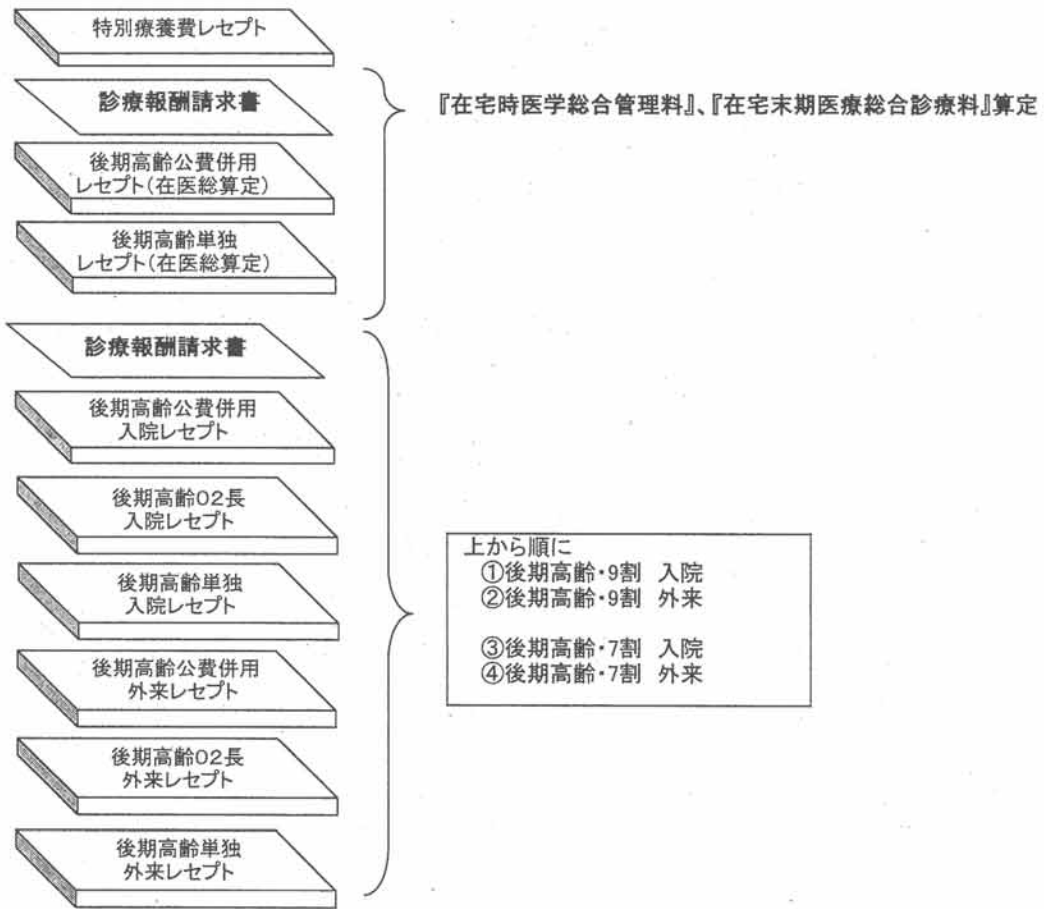 特別療養費レセプト
診療報酬請求書
『在宅時医学総合管理料』、『在宅末期医療総合診療料』算定
後期高齢公費併用
レセプト(在医総算定)
後期高齢単独
レセプト(在医総算定)
診療報酬請求書
後期高齢公費併用
入院レセプト
後期高齢02長
入院レセプト
後期高齢単独
入院レセプト
後期高齢公費併用
外来レセプト
後期高齢02長
外来レセプト
後期高齢単独
外来レセプト
上から順に
①後期高齢・9割 入院
②後期高齢・9割 外来
③後期高齢・7割 入院
④後期高齢・7割 外来